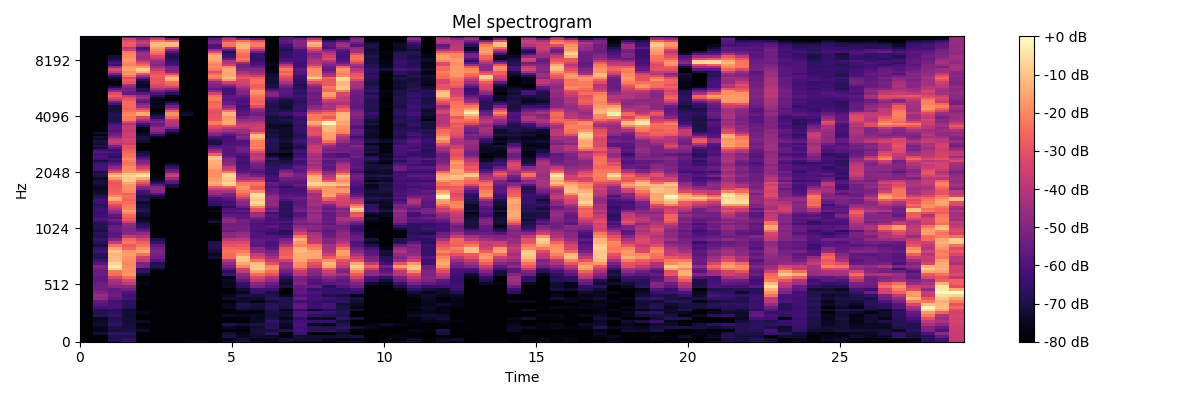 Mel spectrogram
8192
4096
2048
1024
512
0
Hz
0 5 10 15 20 25
Time
+0 dB
-10 dB
-20 dB
-30 dB
-40 dB
-50 dB
-60 dB
-70 dB
-80 dB